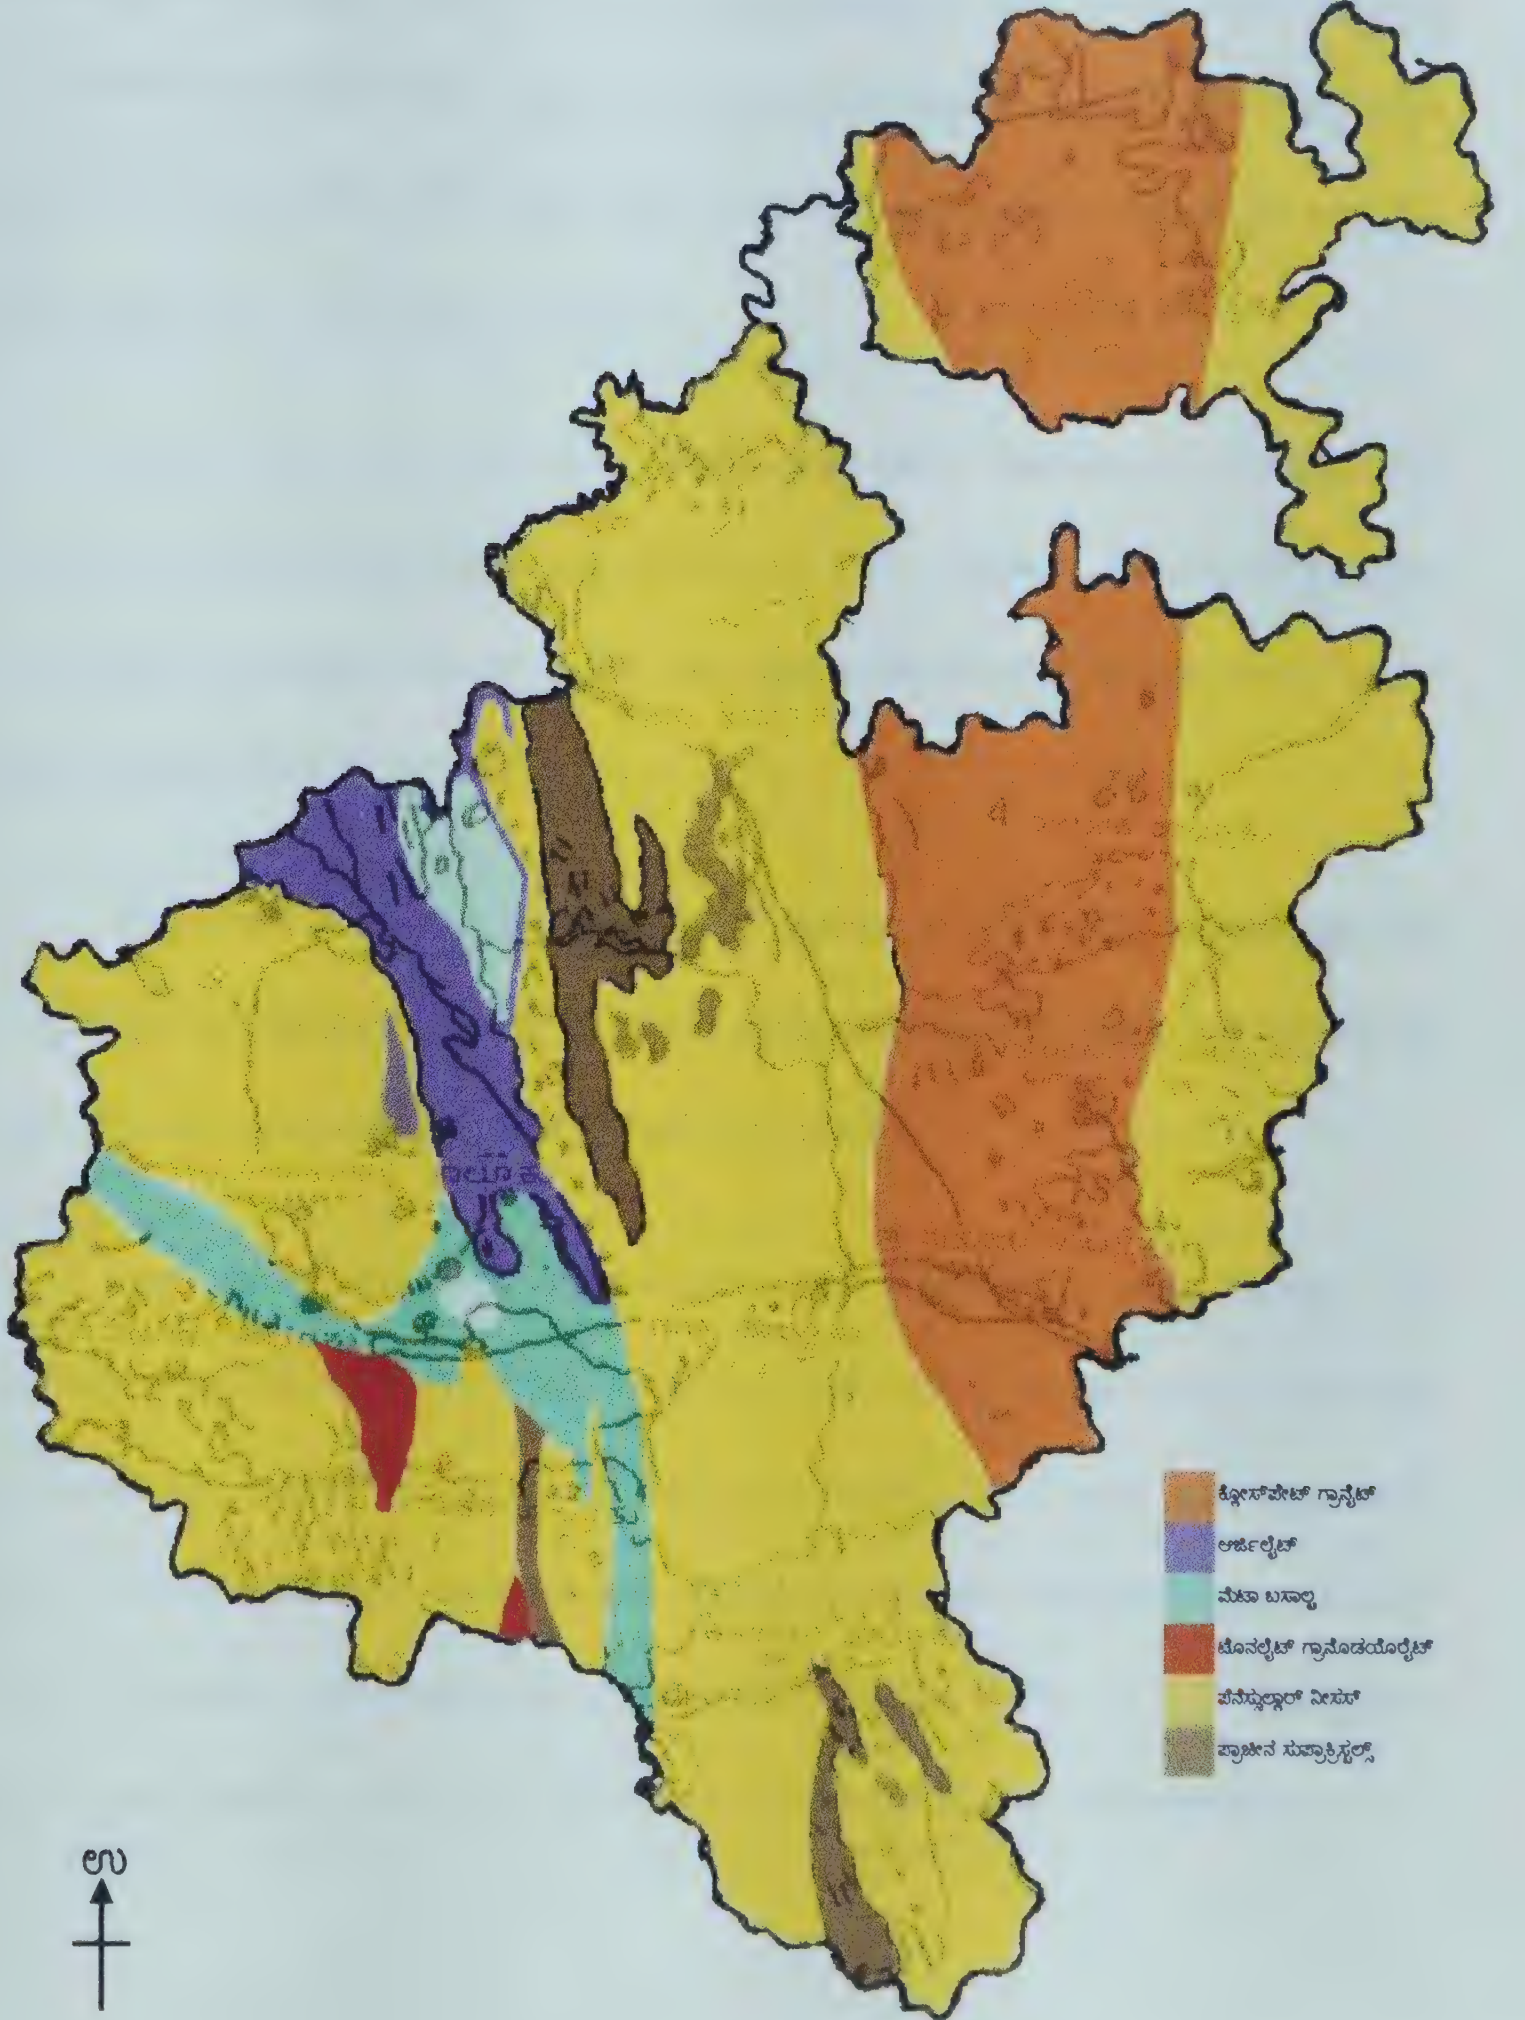 ಕ್ಲೋಸ್‌ಪೇಟ್ ಗ್ರಾನೈಟ್
ಆರ್ಜಿಲೈಟ್
ಮೆಟಾ ಬಸಾಲ್ಟ
ಟೊನಲೈಟ್ ಗ್ರಾನೊಡಯೊರೈಟ್
ಪೆನೆನ್ಸುಲ್ಲಾರ್ ನೀಸಸ್
ಪ್ರಾಚೀನ ಸುಪ್ರಾಕ್ರಿಸ್ಟಲ್ಸ್
ಉ